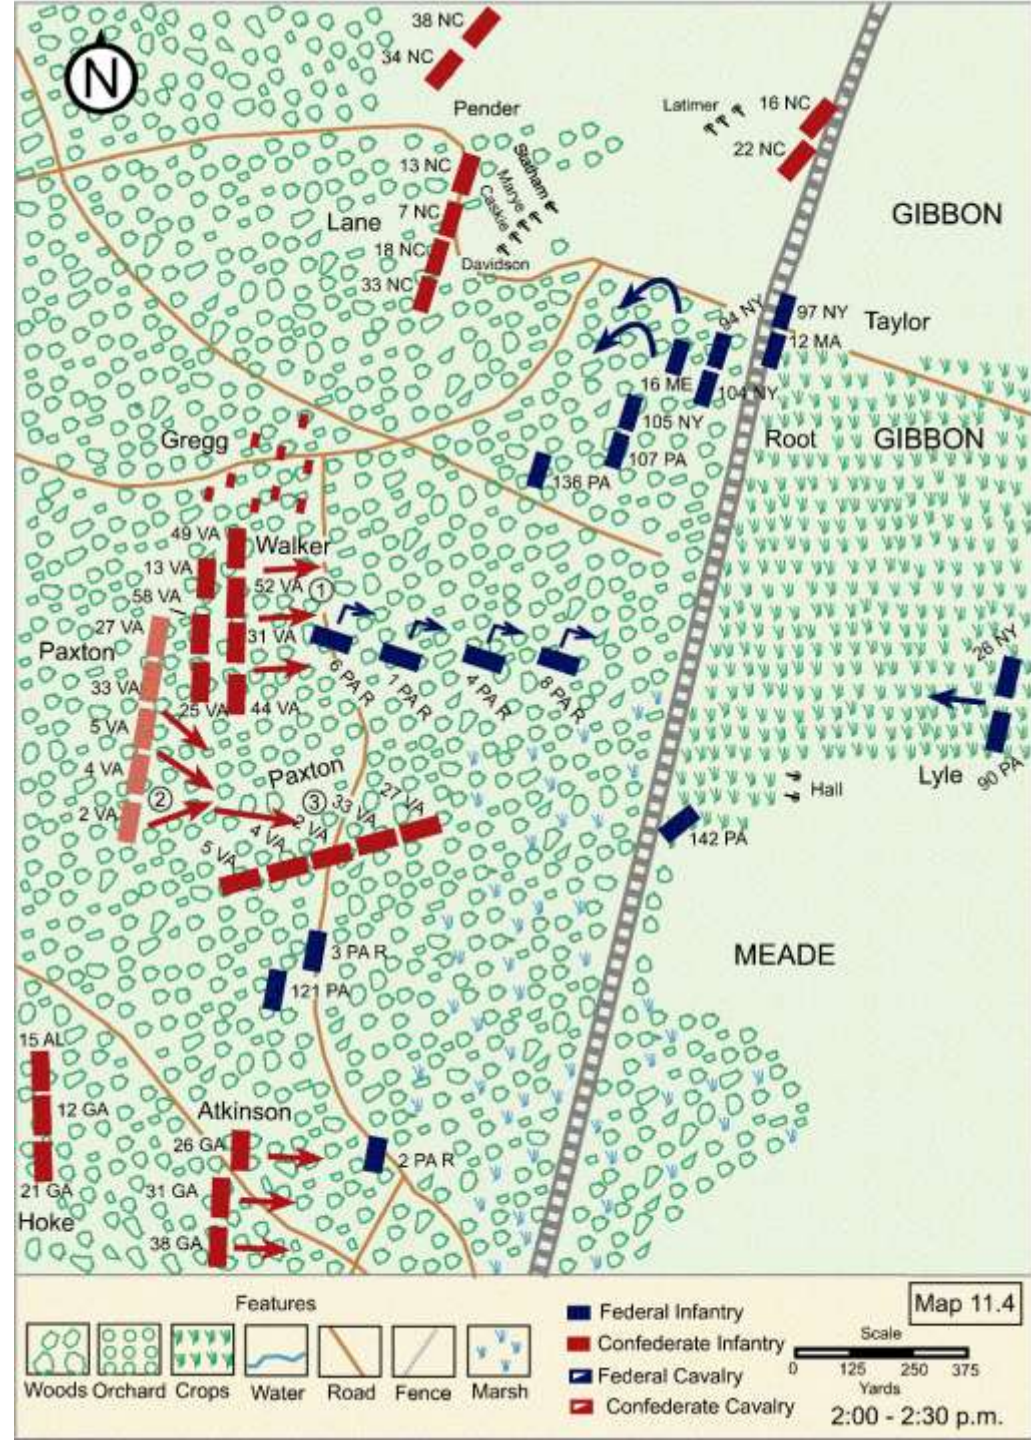 38 NC
34 NC
N
Pender
Latimer
16 NC
22 NC
13 NC
Statham
Marye
Caskie
7 NC
Lane
18 NC
Davidson
33 NC
GIBBON
94 NY
97 NY
Taylor
12 MA
16 ME
104 NY
105 NY
Root
GIBBON
Gregg
107 PA
136 PA
49 VA
Walker
13 VA
52 VA
1
58 VA
27 VA
31 VA
Paxton
6 PA R
1 PA R
4 PA R
8 PA R
26 NY
33 VA
25 VA
44 VA
5 VA
4 VA
Paxton
2 VA
2
3
27 VA
33 VA
2 VA
4 VA
5 VA
Hall
Lyle
90 PA
142 PA
3 PA R
MEADE
121 PA
15 AL
12 GA
Atkinson
26 GA
2 PA R
21 GA
31 GA
Hoke
38 GA
Features
Woods
Orchard
Crops
Water
Road
Fence
Marsh
Federal Infantry
Confederate Infantry
Federal Cavalry
Confederate Cavalry
Map 11.4
Scale
0 125 250 375
Yards
2:00 - 2:30 p.m.